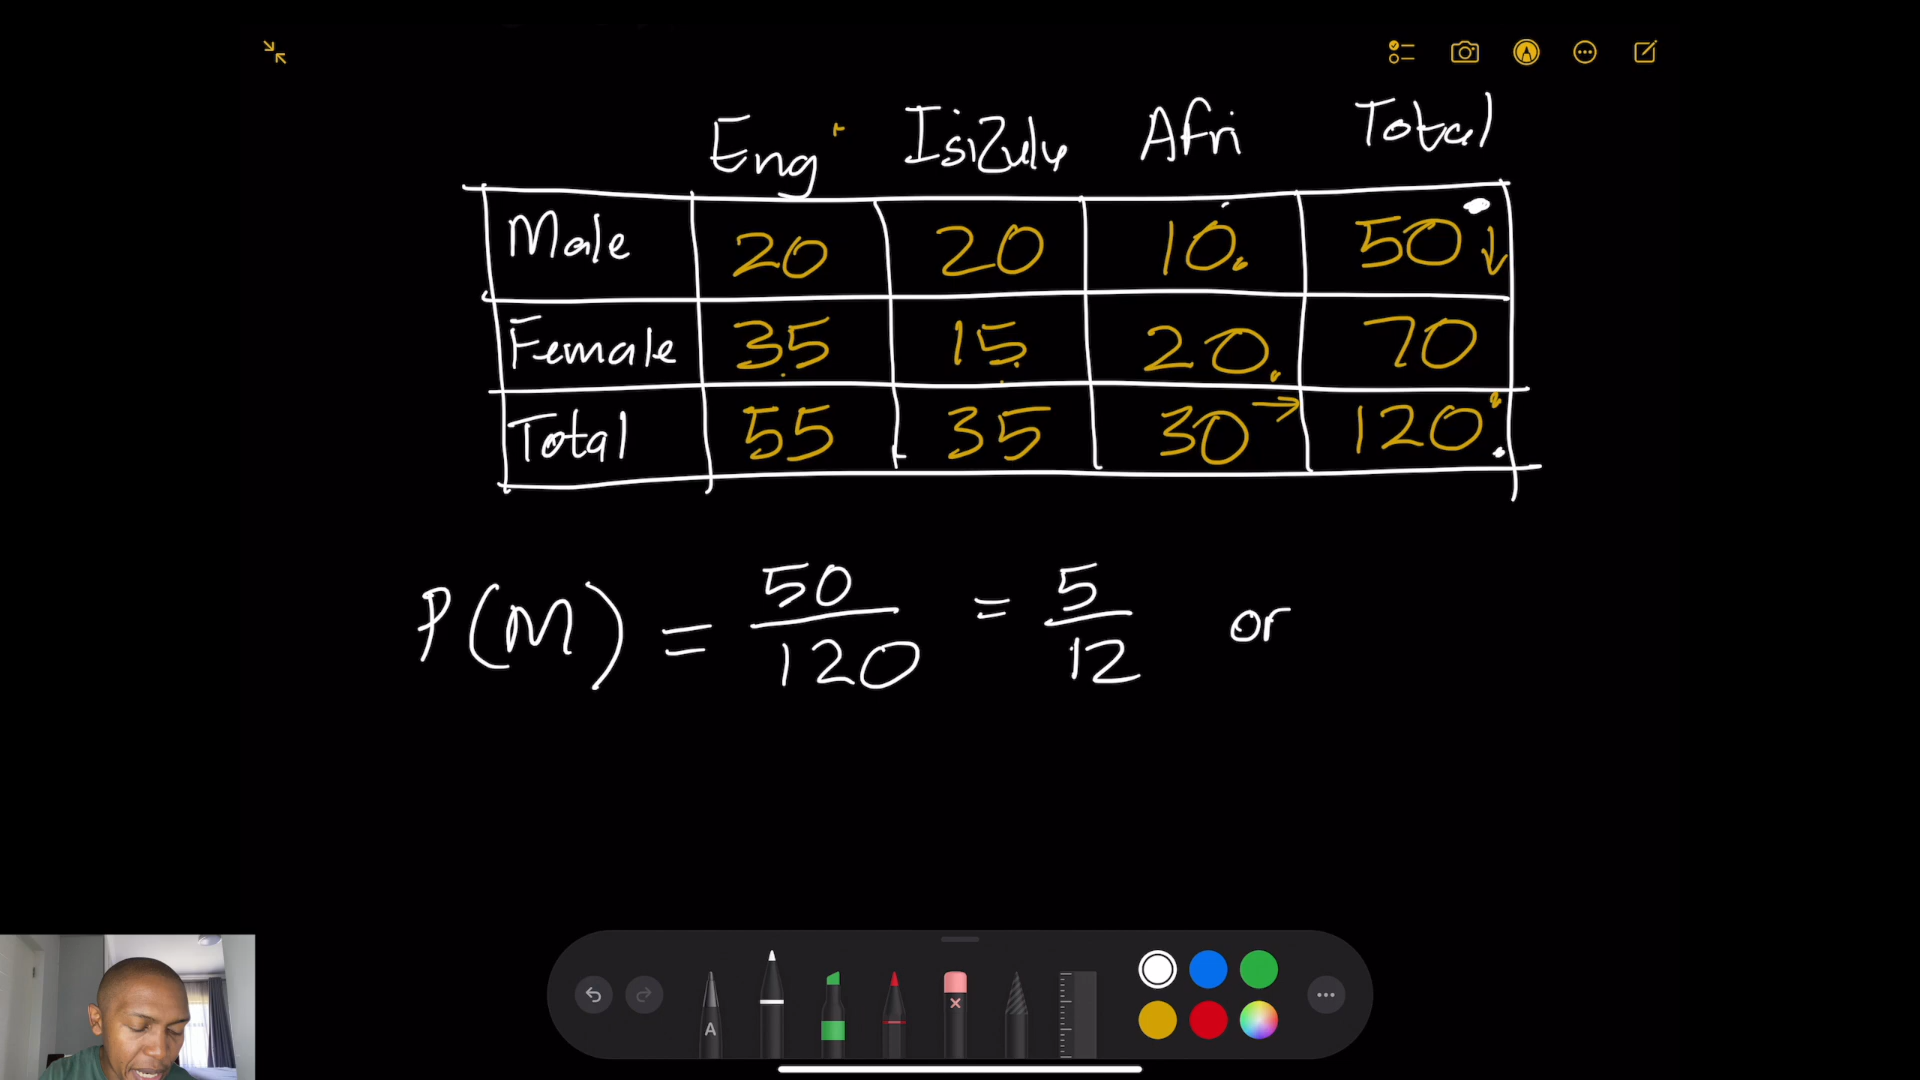 Eng IsiZulu Afri Total
Male 20 20 10 50
Female 35 15 20 70
Total 55 35 30 120
P(M) = 50/120 = 5/12 or
A